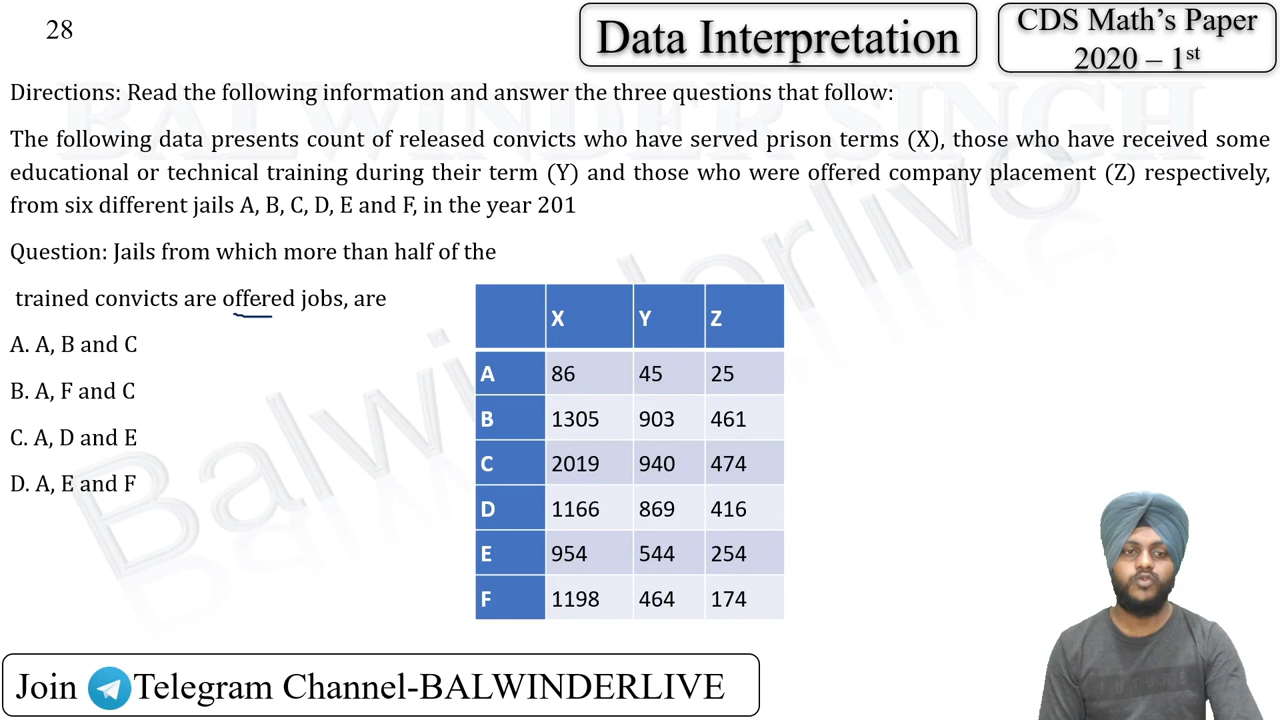 28
Data Interpretation
CDS Math’s Paper
2020 – 1st
Directions: Read the following information and answer the three questions that follow:
The following data presents count of released convicts who have served prison terms (X), those who have received some
educational or technical training during their term (Y) and those who were offered company placement (Z) respectively,
from six different jails A, B, C, D, E and F, in the year 201
Question: Jails from which more than half of the
trained convicts are offered jobs, are
A. A, B and C
B. A, F and C
C. A, D and E
D. A, E and F
X Y Z
A 86 45 25
B 1305 903 461
C 2019 940 474
D 1166 869 416
E 954 544 254
F 1198 464 174
BALWINDER SINGH
Balwinderlive
Join Telegram Channel-BALWINDERLIVE